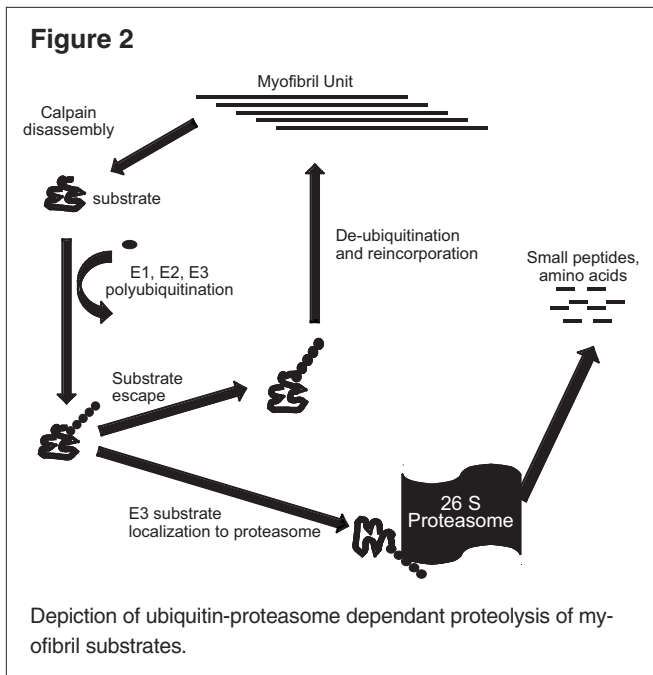 Figure 2
Myofibril Unit
Calpain
disassembly
substrate
De-ubiquitination
and reincorporation
Small peptides,
amino acids
E1, E2, E3
polyubiquitination
Substrate
escape
E3 substrate
localization to proteasome
26 S
Proteasome
Depiction of ubiquitin-proteasome dependant proteolysis of my-
ofibril substrates.